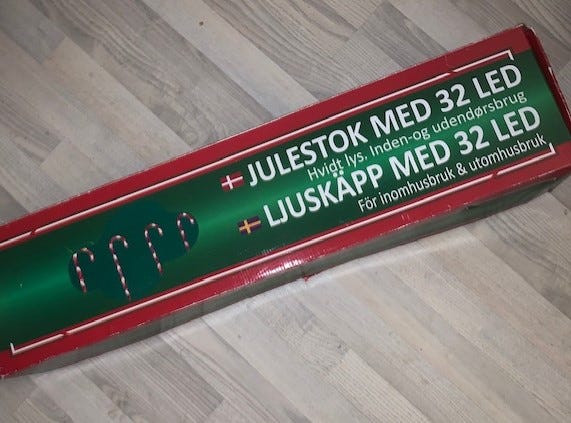 JULESTOK MED 32 LED
Hvidt lys, Inden-og udendørsbrug
LJUSKÄPP MED 32 LED
För inomhusbruk & utomhusbruk